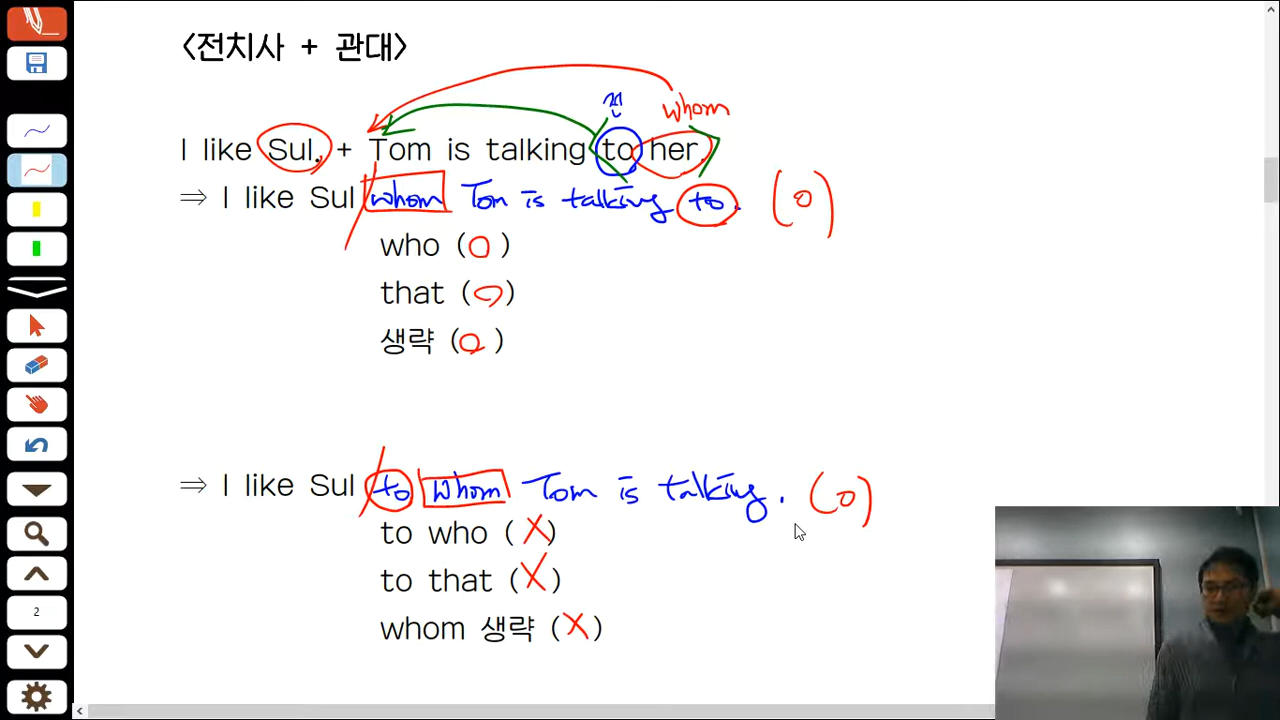 <전치사 + 관대>
whom
I like Sul. + Tom is talking to her.
⇒ I like Sul whom Tom is talking to. (O)
who (O)
that (O)
생략 (O)
⇒ I like Sul to whom Tom is talking. (O)
to who (X)
to that (X)
whom 생략 (X)
2